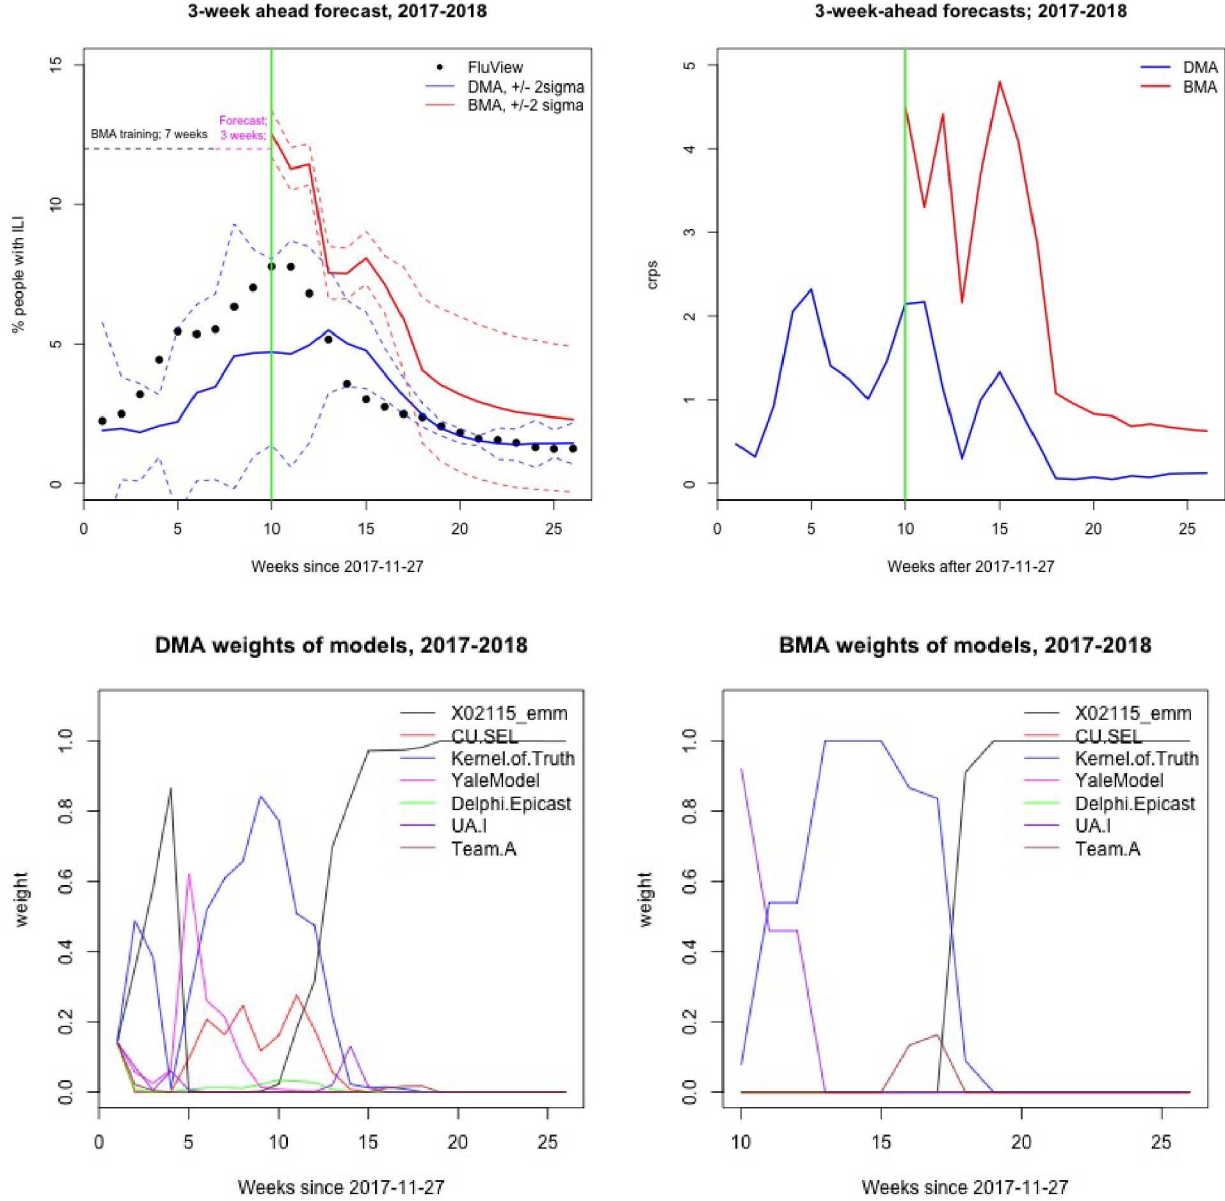 3-week ahead forecast, 2017-2018
% people with ILI
15
10
5
0
BMA training; 7 weeks
Forecast;
3 weeks;
FluView
DMA, +/- 2sigma
BMA, +/-2 sigma
0 5 10 15 20 25
Weeks since 2017-11-27
3-week-ahead forecasts; 2017-2018
crps
5
4
3
2
1
0
DMA
BMA
0 5 10 15 20 25
Weeks after 2017-11-27
DMA weights of models, 2017-2018
weight
1.0
0.8
0.6
0.4
0.2
0.0
X02115_emm
CU.SEL
Kernel.of.Truth
YaleModel
Delphi.Epicast
UA.I
Team.A
0 5 10 15 20 25
Weeks since 2017-11-27
BMA weights of models, 2017-2018
weight
1.0
0.8
0.6
0.4
0.2
0.0
X02115_emm
CU.SEL
Kernel.of.Truth
YaleModel
Delphi.Epicast
UA.I
Team.A
10 15 20 25
Weeks since 2017-11-27